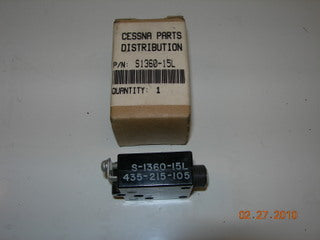 CESSNA PARTS
DISTRIBUTION
P/N: S1360-15L
QUANTITY: 1
S-1360-15L
435-215-105
02.27.2010